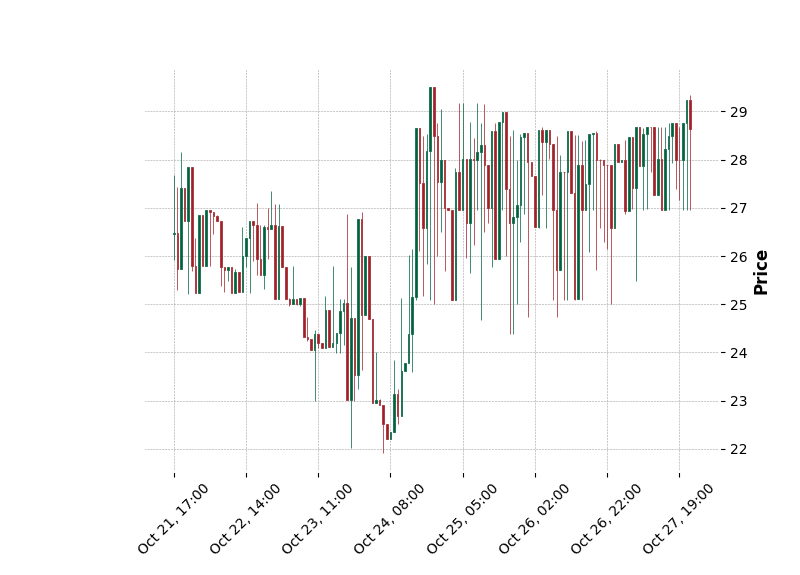 29
28
27
26
25
24
23
22
Price
Oct 21, 17:00
Oct 22, 14:00
Oct 23, 11:00
Oct 24, 08:00
Oct 25, 05:00
Oct 26, 02:00
Oct 26, 22:00
Oct 27, 19:00